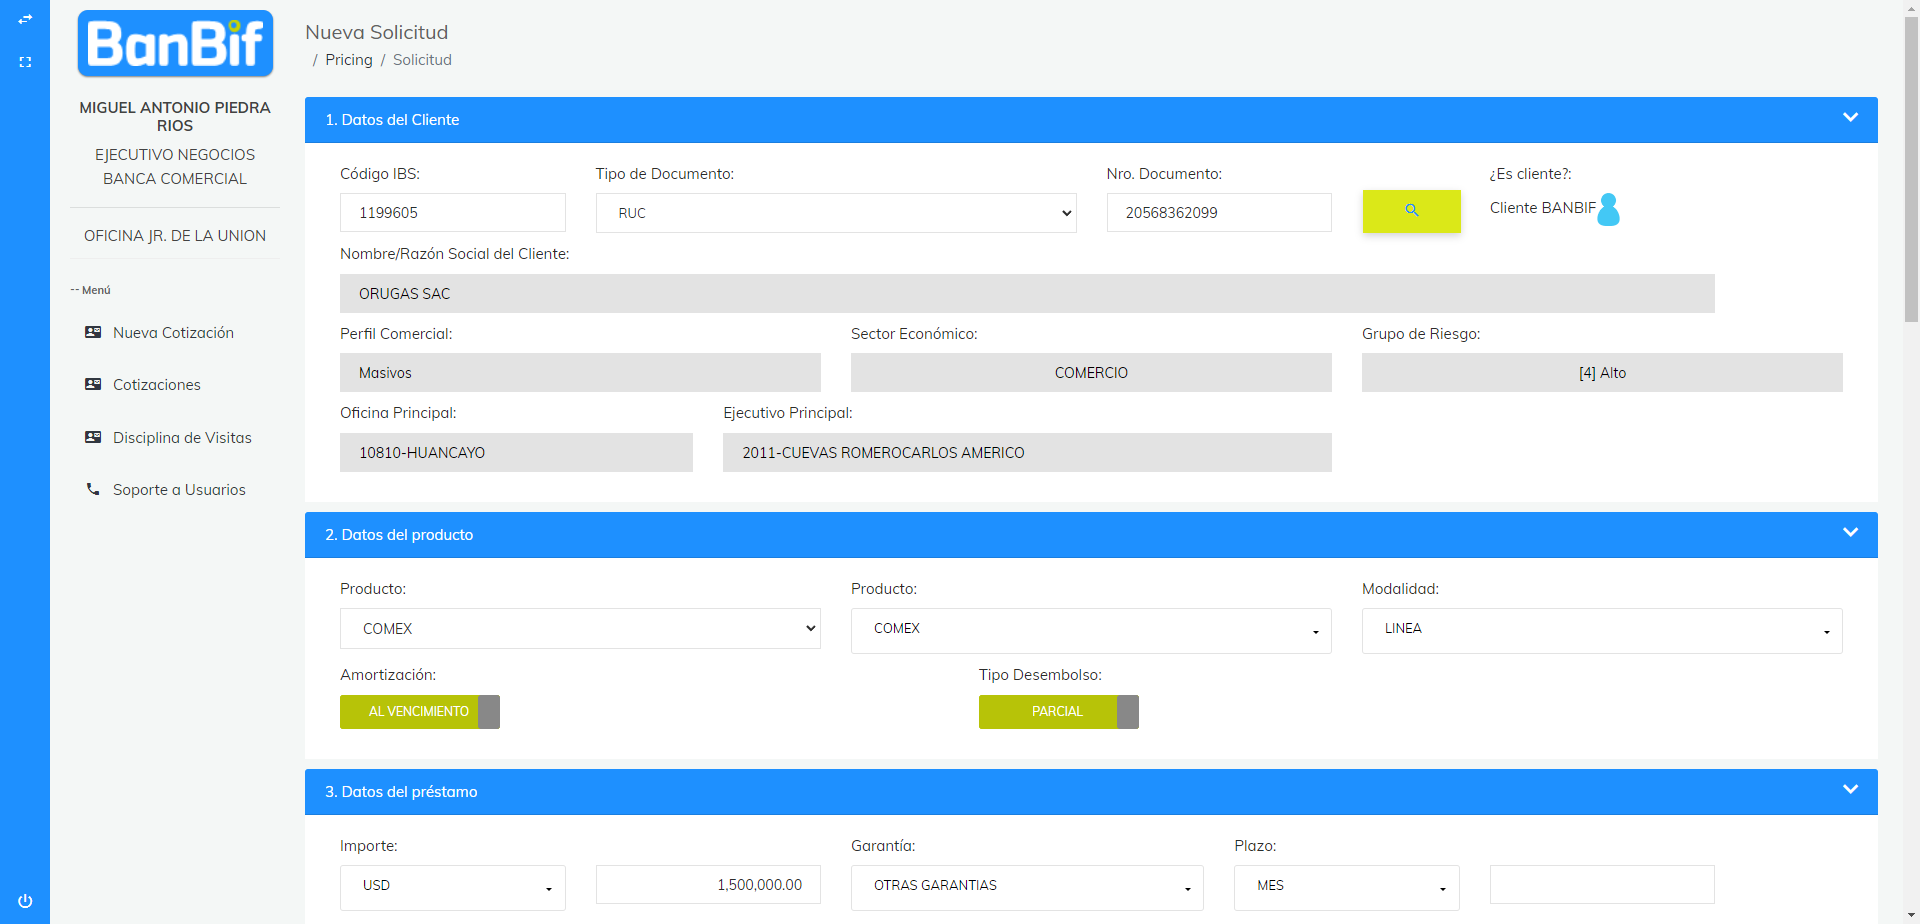 BanBif
MIGUEL ANTONIO PIEDRA
RIOS
EJECUTIVO NEGOCIOS
BANCA COMERCIAL
OFICINA JR. DE LA UNION
-- Menú
Nueva Cotización
Cotizaciones
Disciplina de Visitas
Soporte a Usuarios
Nueva Solicitud
/ Pricing / Solicitud
1. Datos del Cliente
Código IBS: Tipo de Documento: Nro. Documento: ¿Es cliente?:
1199605 RUC 20568362099 Cliente BANBIF
Nombre/Razón Social del Cliente:
ORUGAS SAC
Perfil Comercial: Sector Económico: Grupo de Riesgo:
Masivos COMERCIO [4] Alto
Oficina Principal: Ejecutivo Principal:
10810-HUANCAYO 2011-CUEVAS ROMEROCARLOS AMERICO
2. Datos del producto
Producto: Producto: Modalidad:
COMEX COMEX LINEA
Amortización: Tipo Desembolso:
AL VENCIMIENTO PARCIAL
3. Datos del préstamo
Importe: Garantía: Plazo:
USD 1,500,000.00 OTRAS GARANTIAS MES